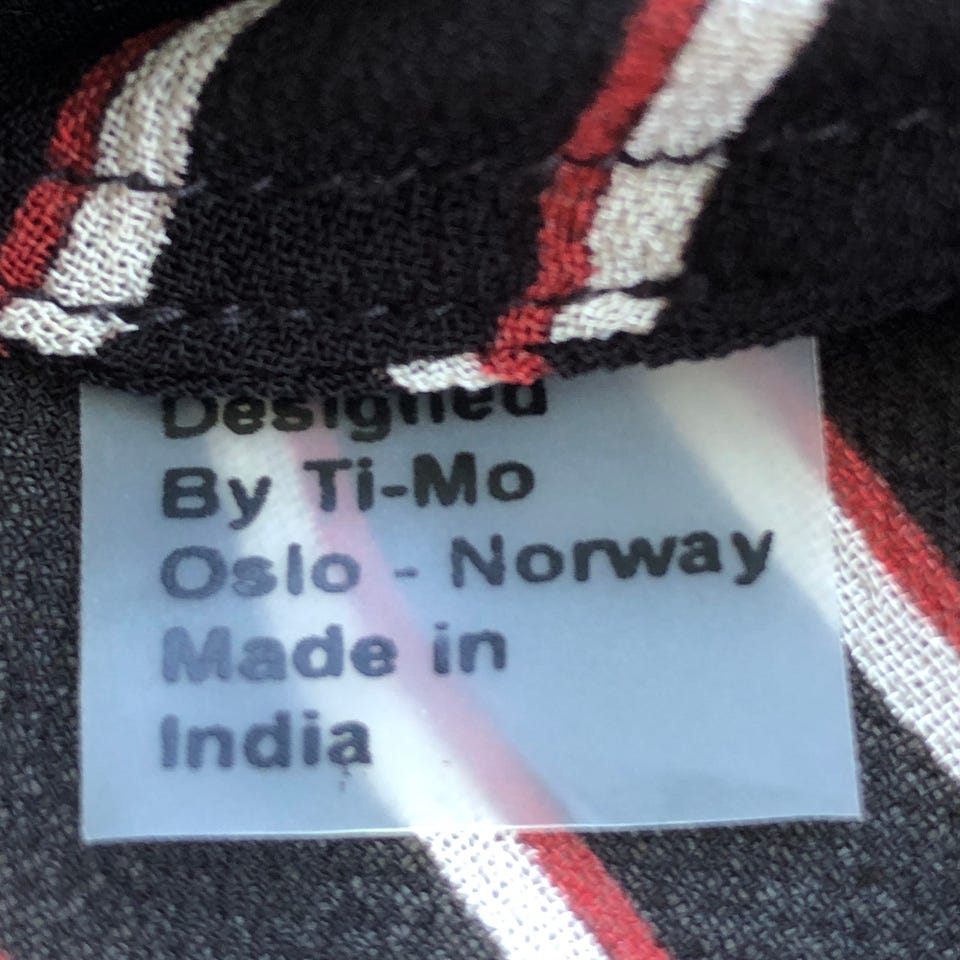 Designed
By Ti-Mo
Oslo - Norway
Made in
India